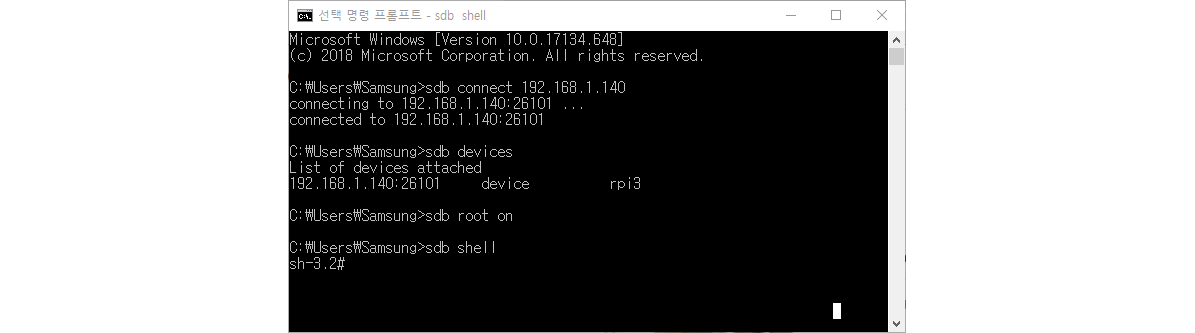 선택 명령 프롬프트 - sdb  shell
Microsoft Windows [Version 10.0.17134.648]
(c) 2018 Microsoft Corporation. All rights reserved.
C:₩Users₩Samsung>sdb connect 192.168.1.140
connecting to 192.168.1.140:26101 ...
connected to 192.168.1.140:26101
C:₩Users₩Samsung>sdb devices
List of devices attached
192.168.1.140:26101     device          rpi3
C:₩Users₩Samsung>sdb root on
C:₩Users₩Samsung>sdb shell
sh-3.2#